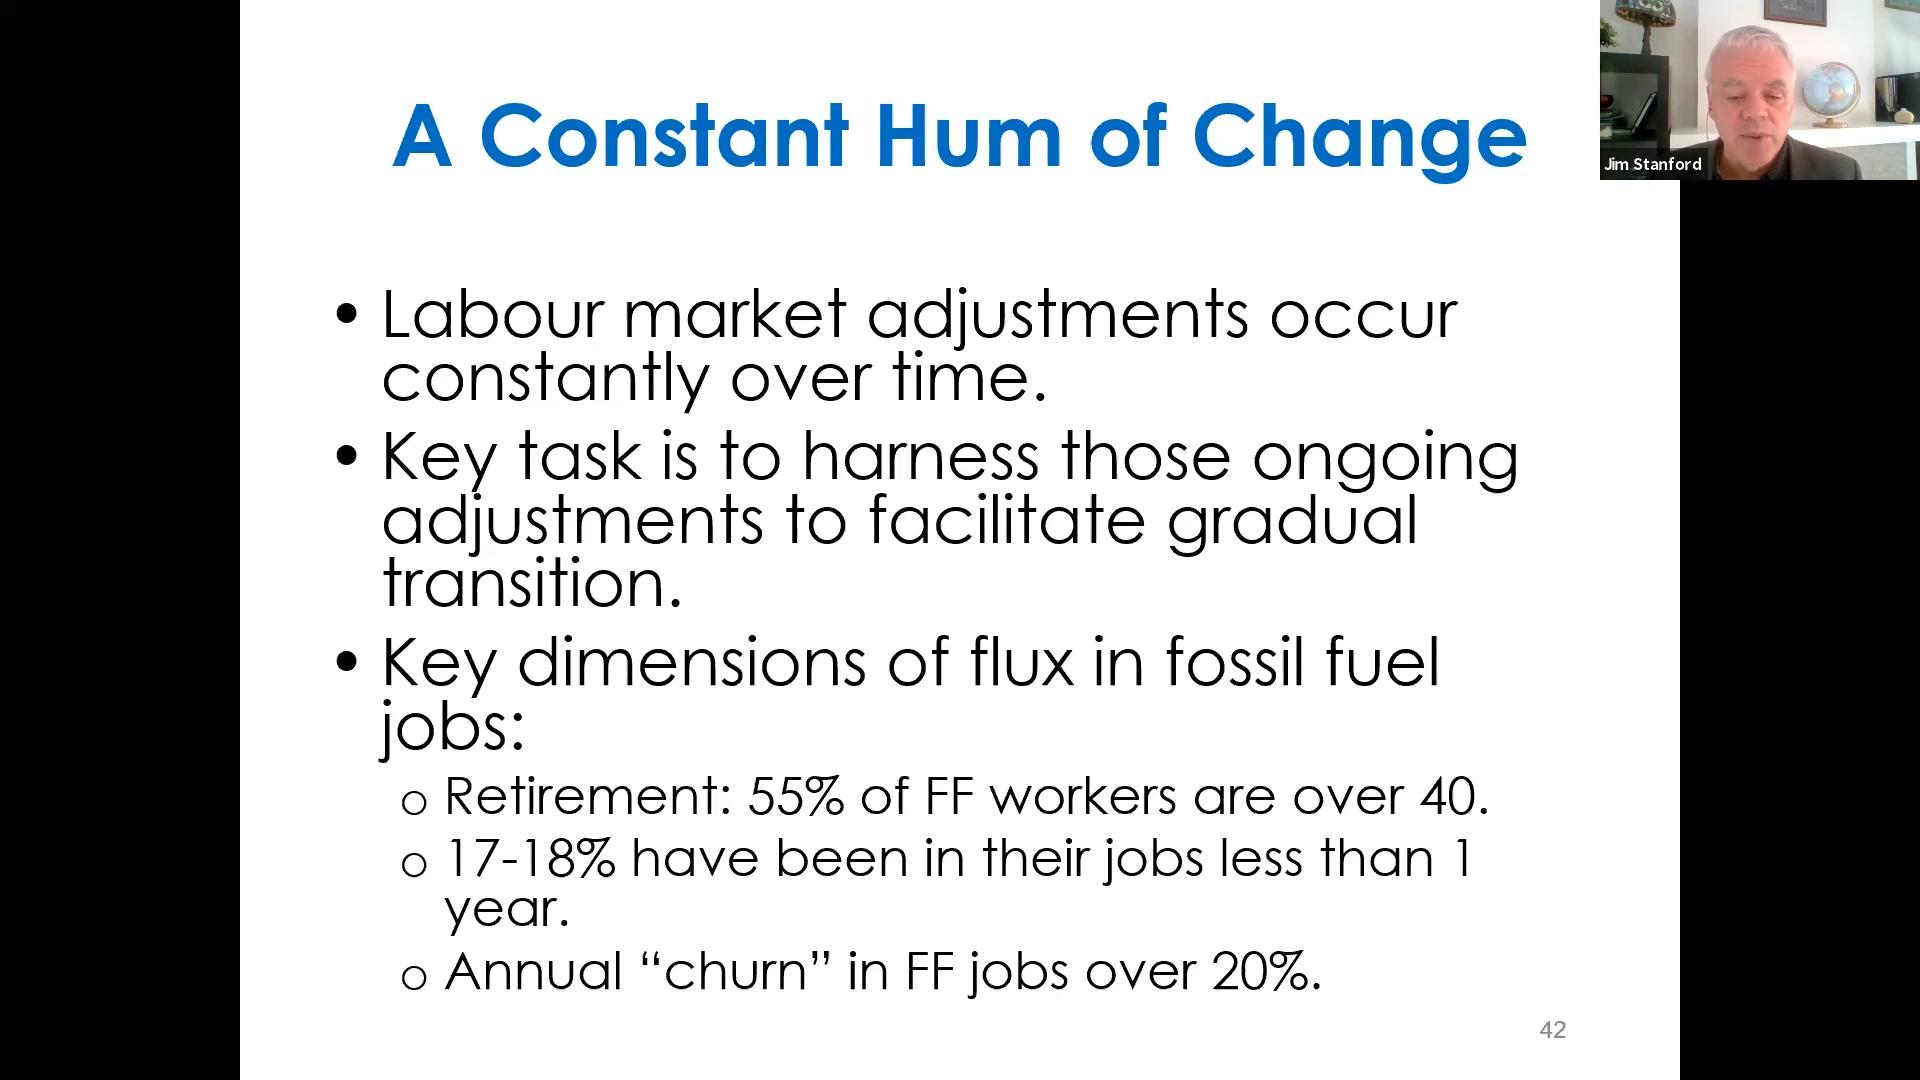 A Constant Hum of Change
Jim Stanford
• Labour market adjustments occur
constantly over time.
• Key task is to harness those ongoing
adjustments to facilitate gradual
transition.
• Key dimensions of flux in fossil fuel
jobs:
o Retirement: 55% of FF workers are over 40.
o 17-18% have been in their jobs less than 1
year.
o Annual “churn” in FF jobs over 20%.
42